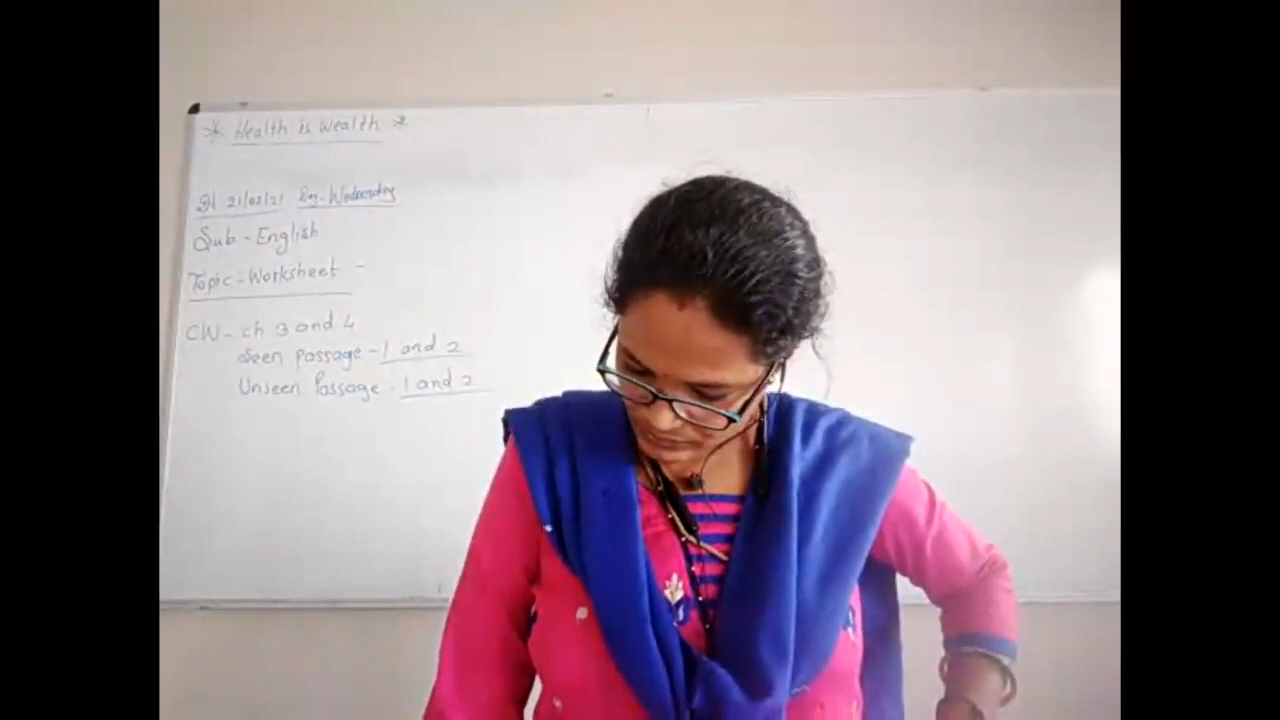 * Health is Wealth *
Dt 21/02/21 Day-Wednesday
Sub - English
Topic - Worksheet -
CW - ch 3 and 4
Seen Passage - 1 and 2
Unseen Passage - 1 and 2